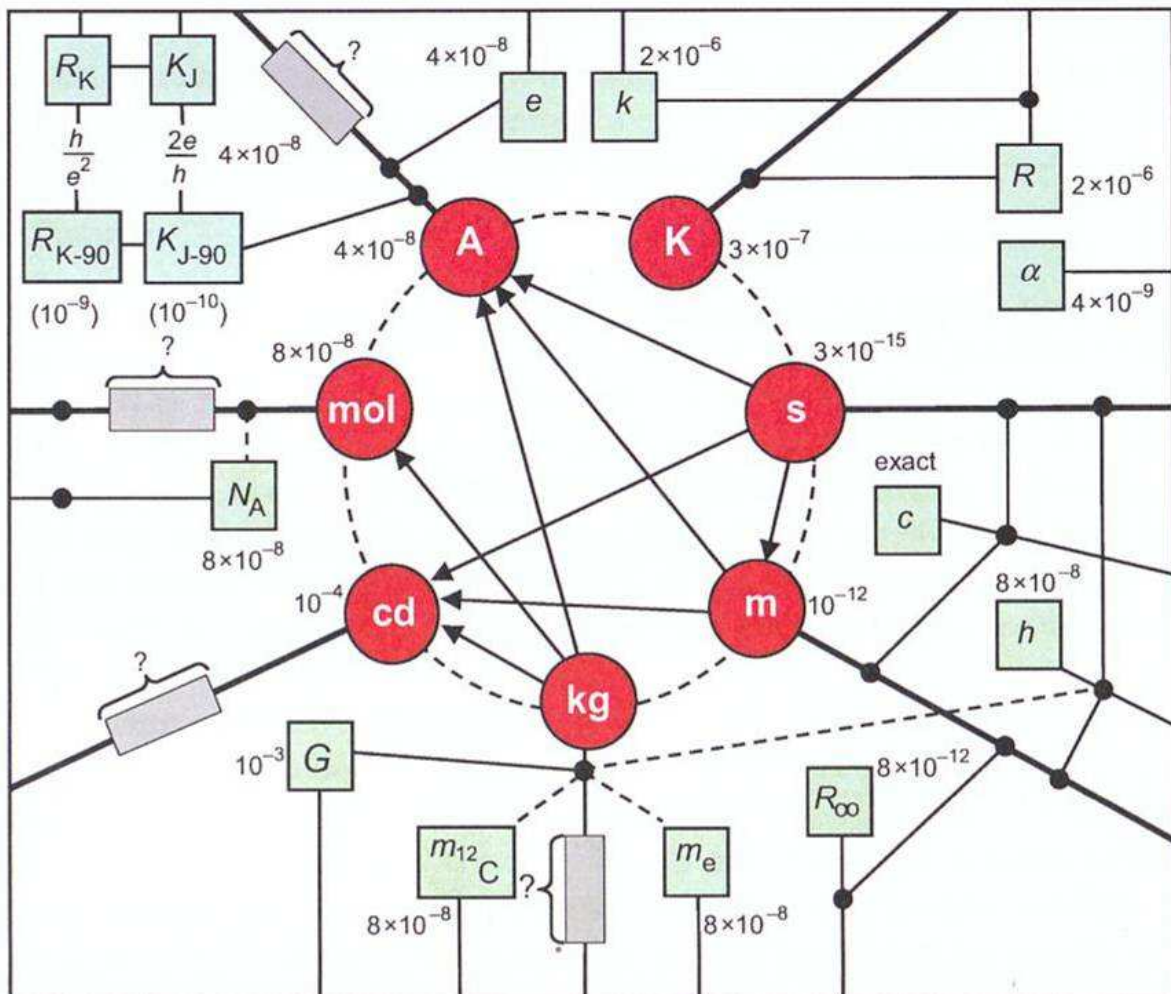 R_K K_J ? 4×10⁻⁸ e 2×10⁻⁶ k
h/e² 2e/h 4×10⁻⁸
R R_K-90 K_J-90 2×10⁻⁶
(10⁻⁹) (10⁻¹⁰) 4×10⁻⁸ A K 3×10⁻⁷ α 4×10⁻⁹
? 8×10⁻⁸ 3×10⁻¹⁵
mol s
exact
N_A c
8×10⁻⁸ 8×10⁻⁸
10⁻⁴ cd m 10⁻¹² h
?
kg
10⁻³ G 8×10⁻¹²
R_∞
m_12C ? m_e
8×10⁻⁸ 8×10⁻⁸